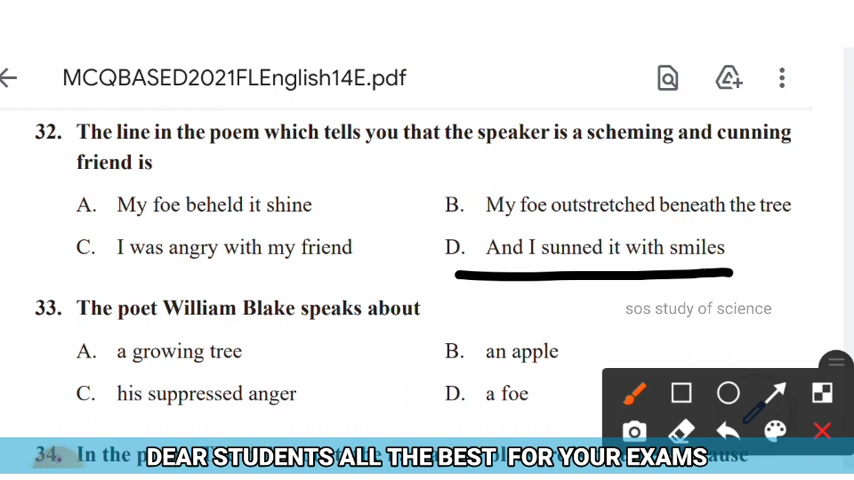 MCQBASED2021FLEnglish14E.pdf
32. The line in the poem which tells you that the speaker is a scheming and cunning
friend is
A. My foe beheld it shine
B. My foe outstretched beneath the tree
C. I was angry with my friend
D. And I sunned it with smiles
33. The poet William Blake speaks about
sos study of science
A. a growing tree
B. an apple
C. his suppressed anger
D. a foe
34. In the
DEAR STUDENTS ALL THE BEST FOR YOUR EXAMS